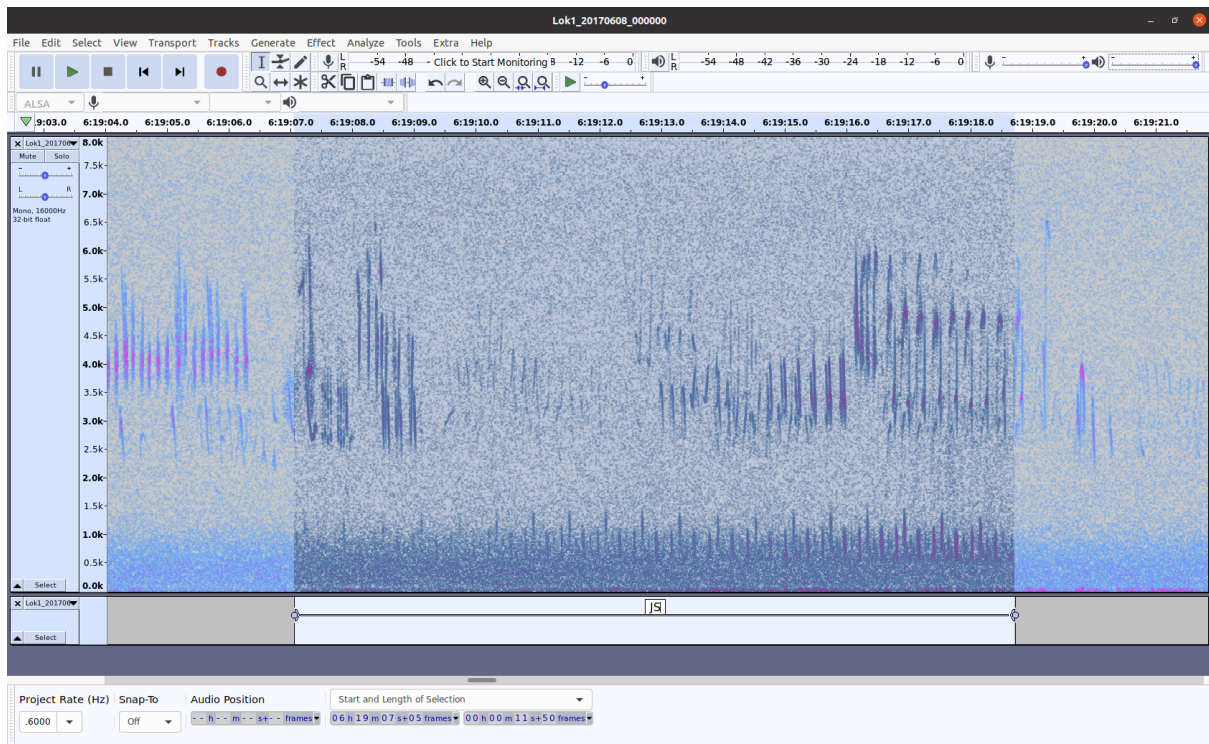 Lok1_20170608_000000
File Edit Select View Transport Tracks Generate Effect Analyze Tools Extra Help
L R -54 -48 - Click to Start Monitoring 8 -12 -6 0 L R -54 -48 -42 -36 -30 -24 -18 -12 -6 0 - + - +
- +
ALSA
9:03.0 6:19:04.0 6:19:05.0 6:19:06.0 6:19:07.0 6:19:08.0 6:19:09.0 6:19:10.0 6:19:11.0 6:19:12.0 6:19:13.0 6:19:14.0 6:19:15.0 6:19:16.0 6:19:17.0 6:19:18.0 6:19:19.0 6:19:20.0 6:19:21.0
X Lok1_20170
Mute Solo
- +
L R
Mono, 16000Hz
32-bit float
Select
8.0k
7.5k
7.0k
6.5k
6.0k
5.5k
5.0k
4.5k
4.0k
3.5k
3.0k
2.5k
2.0k
1.5k
1.0k
0.5k
0.0k
X Lok1_20170
JS
Select
Project Rate (Hz) Snap-To Audio Position Start and Length of Selection
.6000 Off - - h - - m - - s+- - frames 06 h 19 m 07 s+05 frames 00 h 00 m 11 s+50 frames